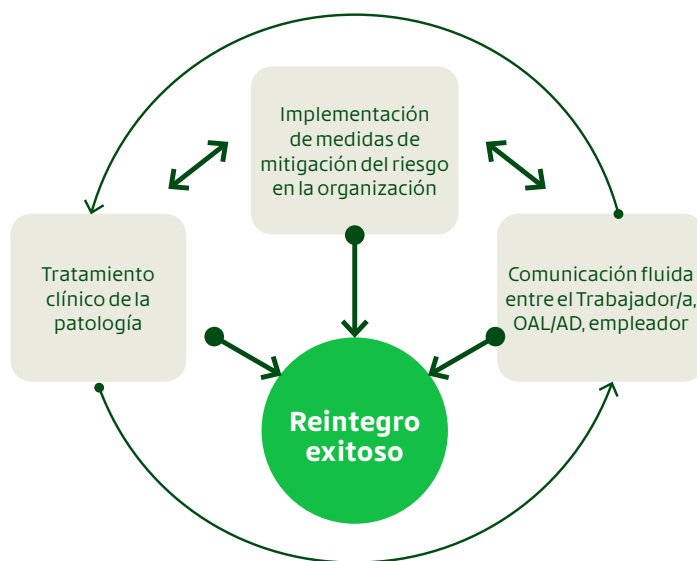 Implementación
de medidas de
mitigación del riesgo
en la organización
Tratamiento
clínico de la
patología
Comunicación fluida
entre el Trabajador/a,
OAL/AD, empleador
Reintegro
exitoso